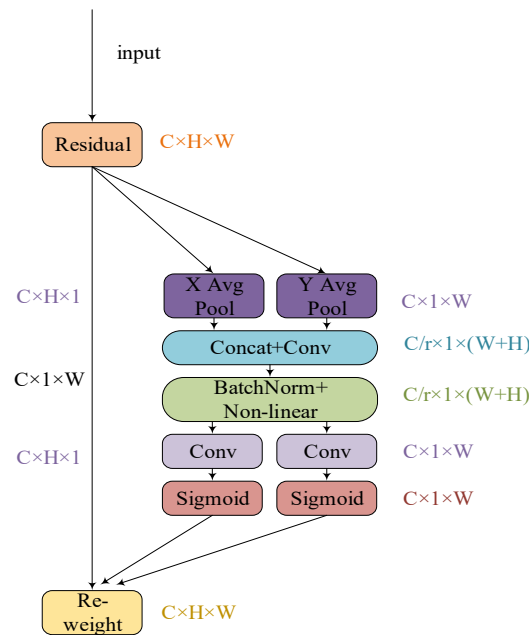 input
Residual
C×H×W
X Avg
Pool
Y Avg
Pool
C×H×1
C×1×W
Concat+Conv
C/r×1×(W+H)
C×1×W
BatchNorm+
Non-linear
C/r×1×(W+H)
C×H×1
Conv
Conv
C×1×W
Sigmoid
Sigmoid
C×1×W
Re-
weight
C×H×W